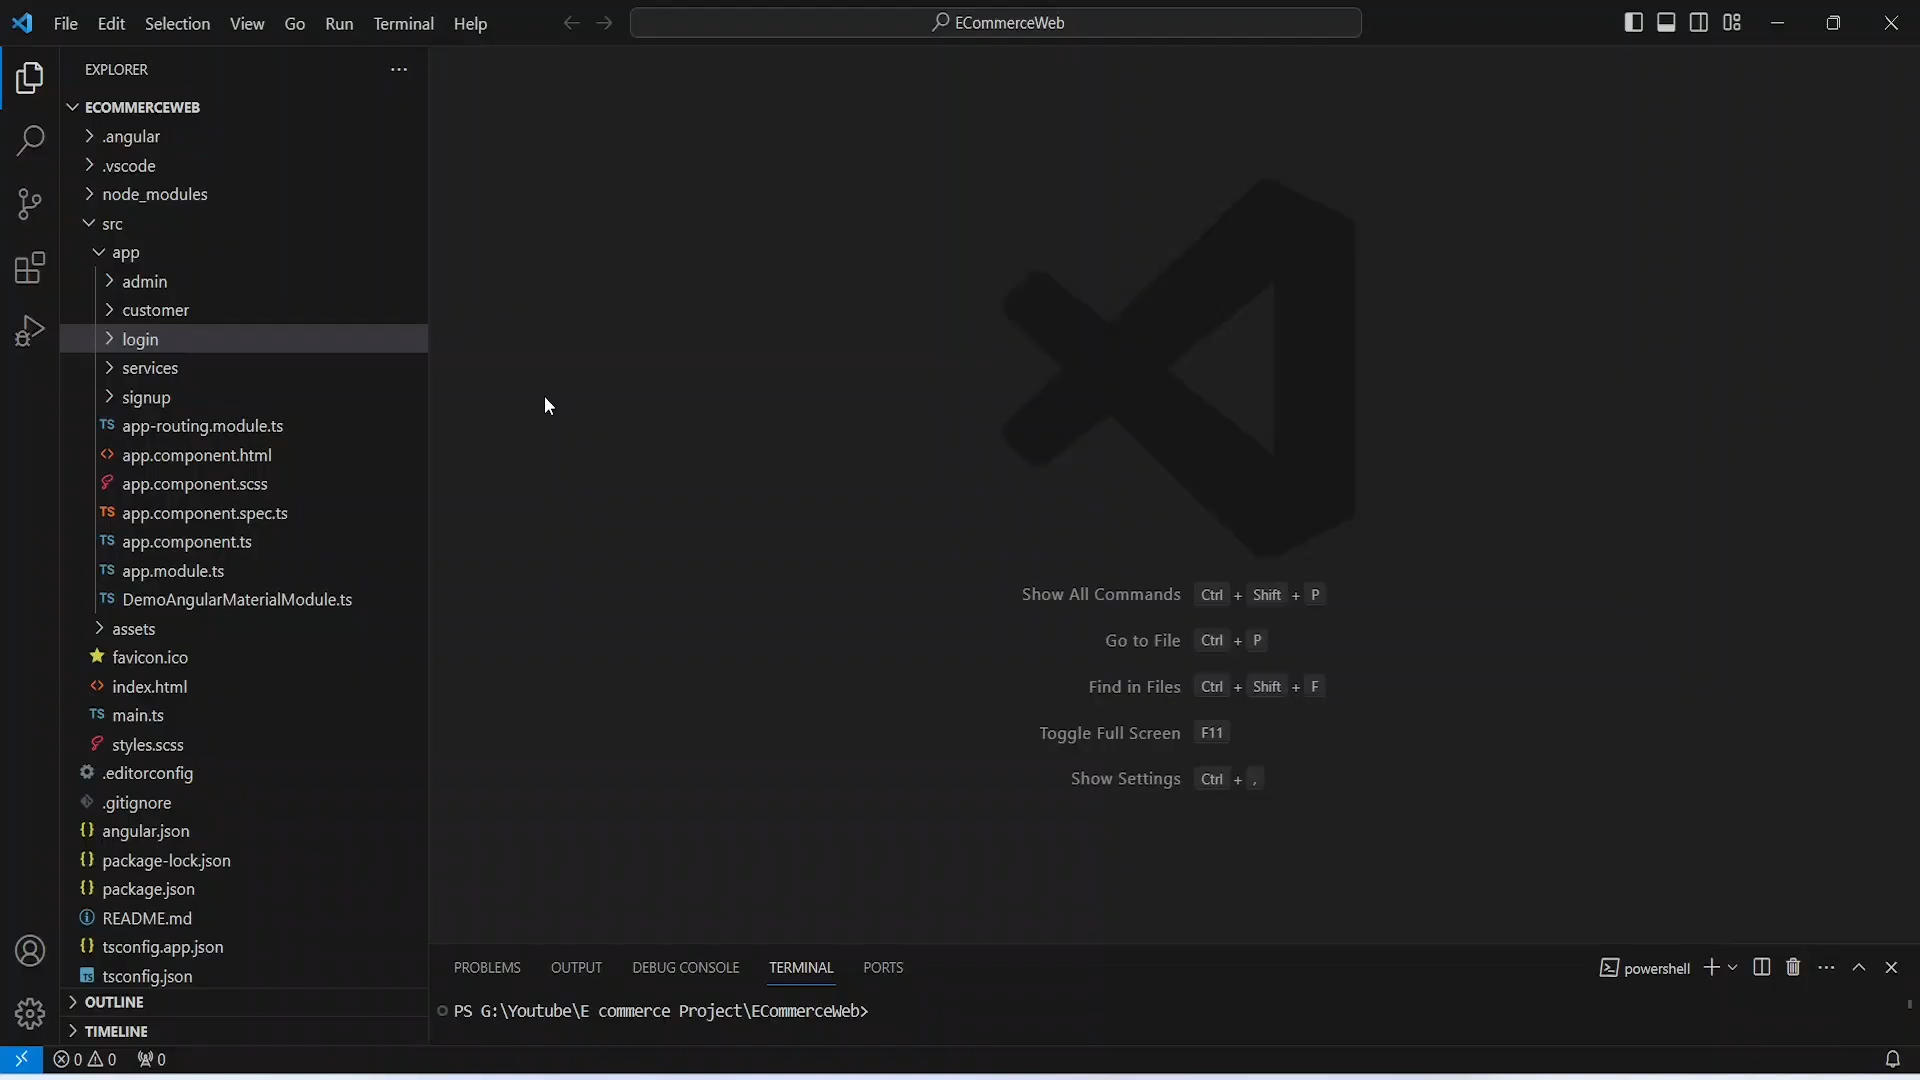 File Edit Selection View Go Run Terminal Help
ECommerceWeb
EXPLORER
ECOMMERCEWEB
.angular
.vscode
node_modules
src
app
admin
customer
login
services
signup
TS app-routing.module.ts
<> app.component.html
app.component.scss
TS app.component.spec.ts
TS app.component.ts
TS app.module.ts
TS DemoAngularMaterialModule.ts
assets
favicon.ico
<> index.html
TS main.ts
styles.scss
.editorconfig
.gitignore
{} angular.json
{} package-lock.json
{} package.json
README.md
{} tsconfig.app.json
TS tsconfig.json
OUTLINE
TIMELINE
Show All Commands Ctrl + Shift + P
Go to File Ctrl + P
Find in Files Ctrl + Shift + F
Toggle Full Screen F11
Show Settings Ctrl + ,
PROBLEMS OUTPUT DEBUG CONSOLE TERMINAL PORTS
powershell
PS G:\Youtube\E commerce Project\ECommerceWeb>
0 0 0